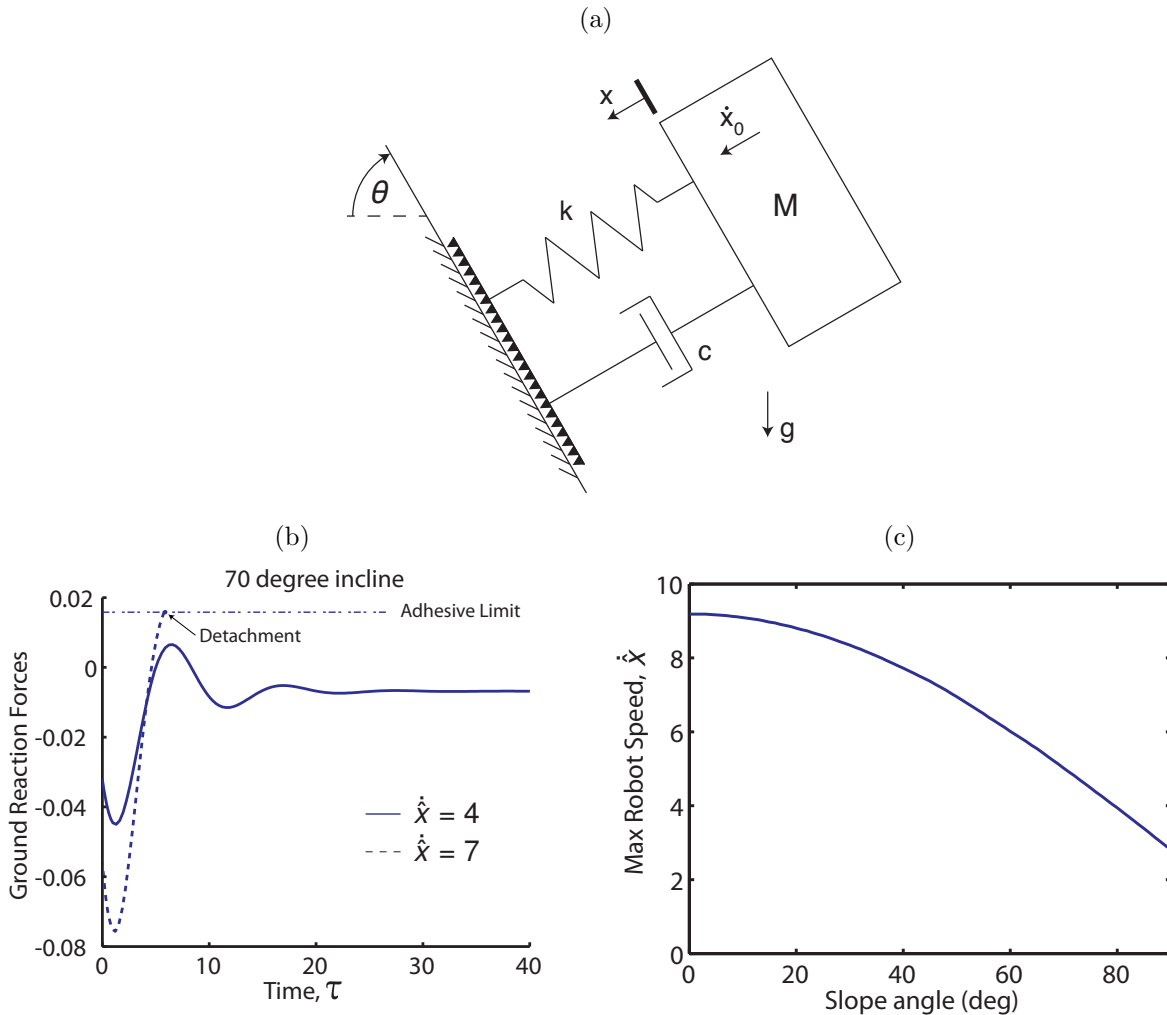 (a)
x
ẋ₀
θ
k
M
c
g
(b)
70 degree incline
Ground Reaction Forces
0.02
0
-0.02
-0.04
-0.06
-0.08
Adhesive Limit
Detachment
x̂̇ = 4
x̂̇ = 7
0 10 20 30 40
Time, τ
(c)
Max Robot Speed, x̂̇
10
8
6
4
2
0
0 20 40 60 80
Slope angle (deg)